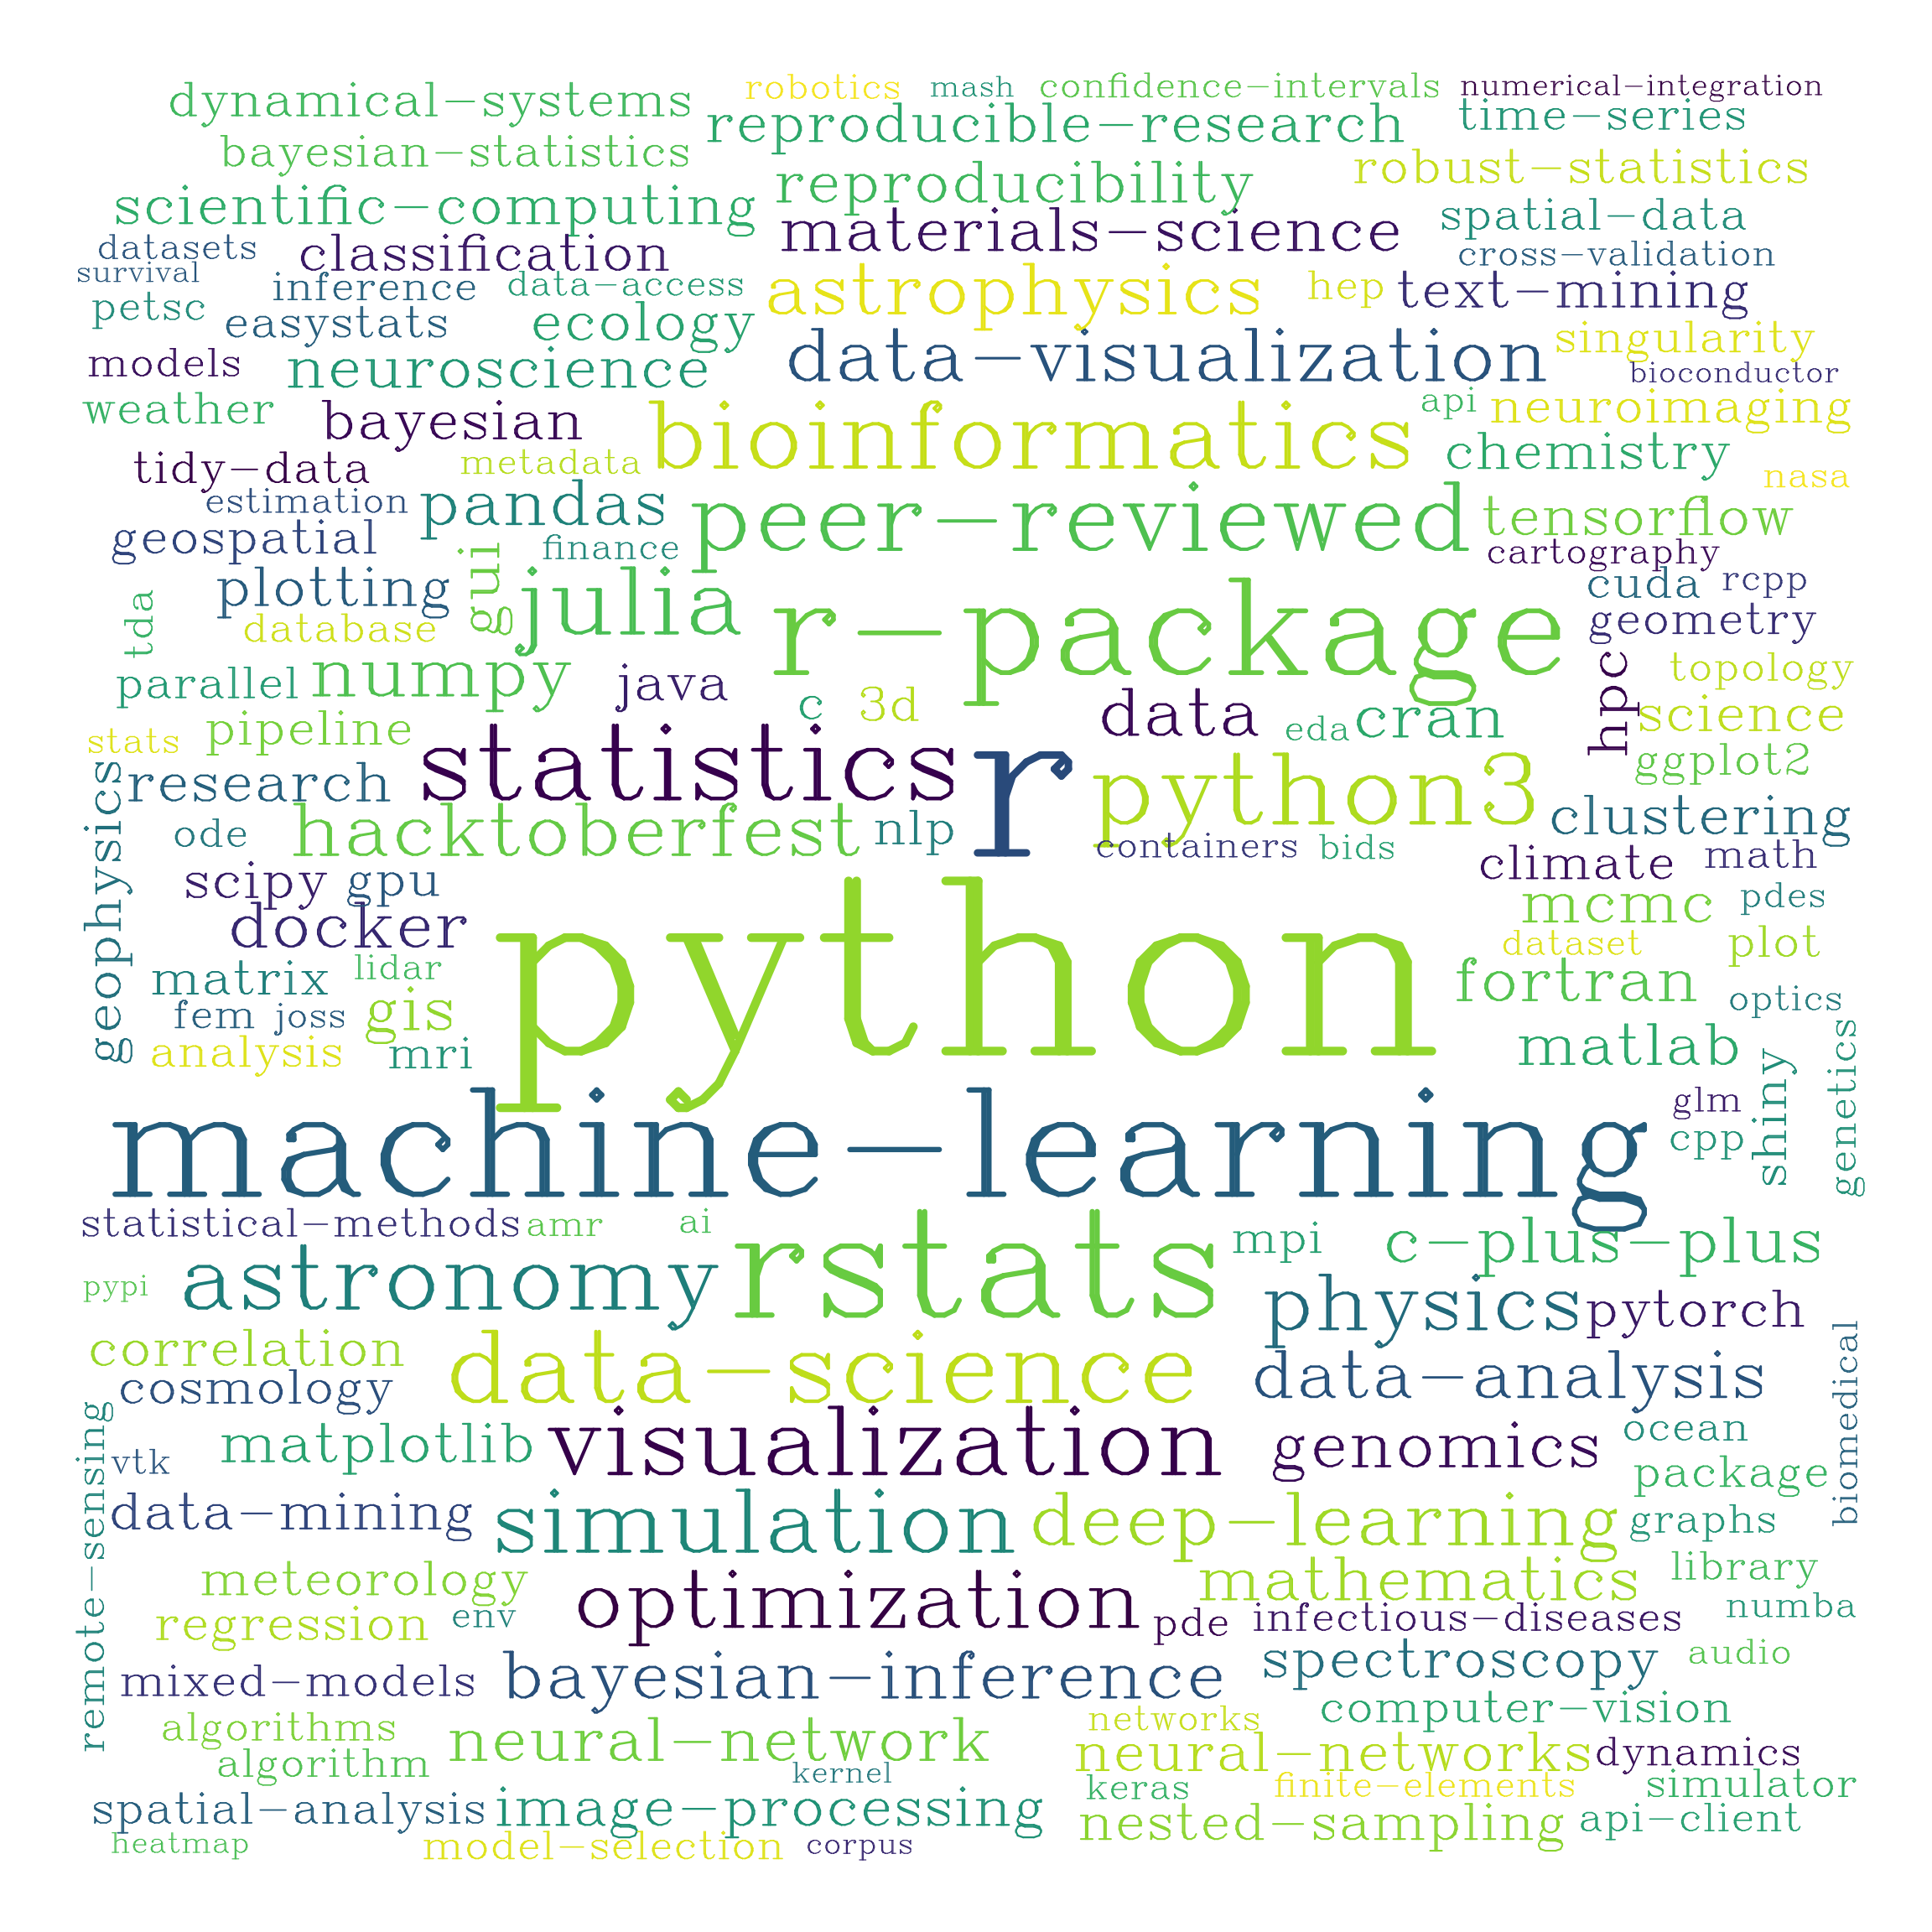 robotics
mash
confidence-intervals
numerical-integration
dynamical-systems
reproducible-research
time-series
bayesian-statistics
reproducibility
robust-statistics
scientific-computing
materials-science
spatial-data
datasets
classification
cross-validation
survival
inference
data-access
astrophysics
hep
text-mining
petsc
easystats
ecology
singularity
models
neuroscience
data-visualization
bioconductor
weather
bayesian
bioinformatics
api
neuroimaging
tidy-data
metadata
chemistry
nasa
estimation
pandas
peer-reviewed
tensorflow
geospatial
gui
finance
cartography
plotting
julia
r-package
cuda
rcpp
tda
database
geometry
parallel
numpy
java
c
3d
data
eda
cran
hpc
topology
science
stats
pipeline
statistics
r
python3
ggplot2
geophysics
research
hacktoberfest
nlp
containers
bids
clustering
ode
climate
math
scipy
gpu
python
mcmc
pdes
docker
dataset
plot
matrix
lidar
fortran
optics
fem
joss
gis
analysis
mri
matlab
shiny
genetics
machine-learning
glm
cpp
statistical-methods
amr
ai
rstats
mpi
c-plus-plus
pypi
astronomy
physics
pytorch
correlation
data-science
data-analysis
biomedical
cosmology
remote-sensing
matplotlib
visualization
genomics
ocean
vtk
package
data-mining
simulation
deep-learning
graphs
meteorology
optimization
mathematics
library
regression
env
pde
infectious-diseases
numba
mixed-models
bayesian-inference
spectroscopy
audio
algorithms
neural-network
networks
computer-vision
algorithm
kernel
neural-networks
dynamics
keras
finite-elements
simulator
spatial-analysis
image-processing
nested-sampling
api-client
heatmap
model-selection
corpus